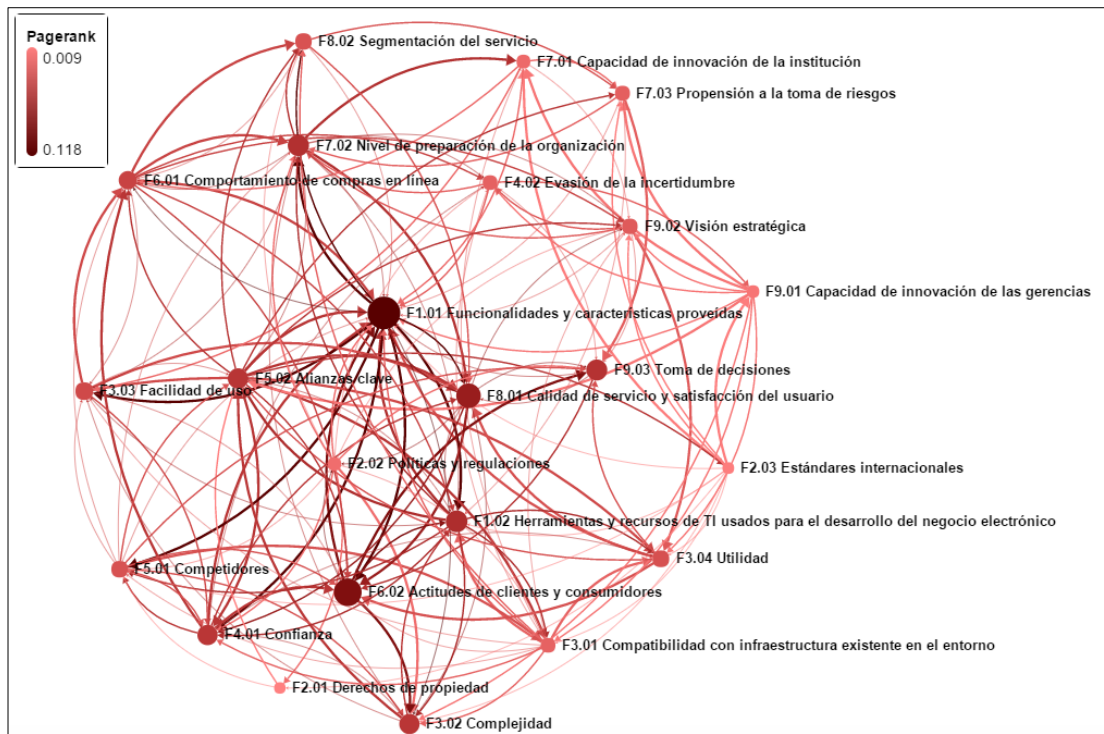 Pagerank
0.009
0.118
F8.02 Segmentación del servicio
F7.01 Capacidad de innovación de la institución
F7.03 Propensión a la toma de riesgos
F7.02 Nivel de preparación de la organización
F6.01 Comportamiento de compras en línea
F4.02 Evasión de la incertidumbre
F9.02 Visión estratégica
F9.01 Capacidad de innovación de las gerencias
F1.01 Funcionalidades y características proveídas
F9.03 Toma de decisiones
F5.02 Alianzas clave
F3.03 Facilidad de uso
F8.01 Calidad de servicio y satisfacción del usuario
F2.02 Políticas y regulaciones
F2.03 Estándares internacionales
F1.02 Herramientas y recursos de TI usados para el desarrollo del negocio electrónico
F3.04 Utilidad
F5.01 Competidores
F6.02 Actitudes de clientes y consumidores
F4.01 Confianza
F3.01 Compatibilidad con infraestructura existente en el entorno
F2.01 Derechos de propiedad
F3.02 Complejidad